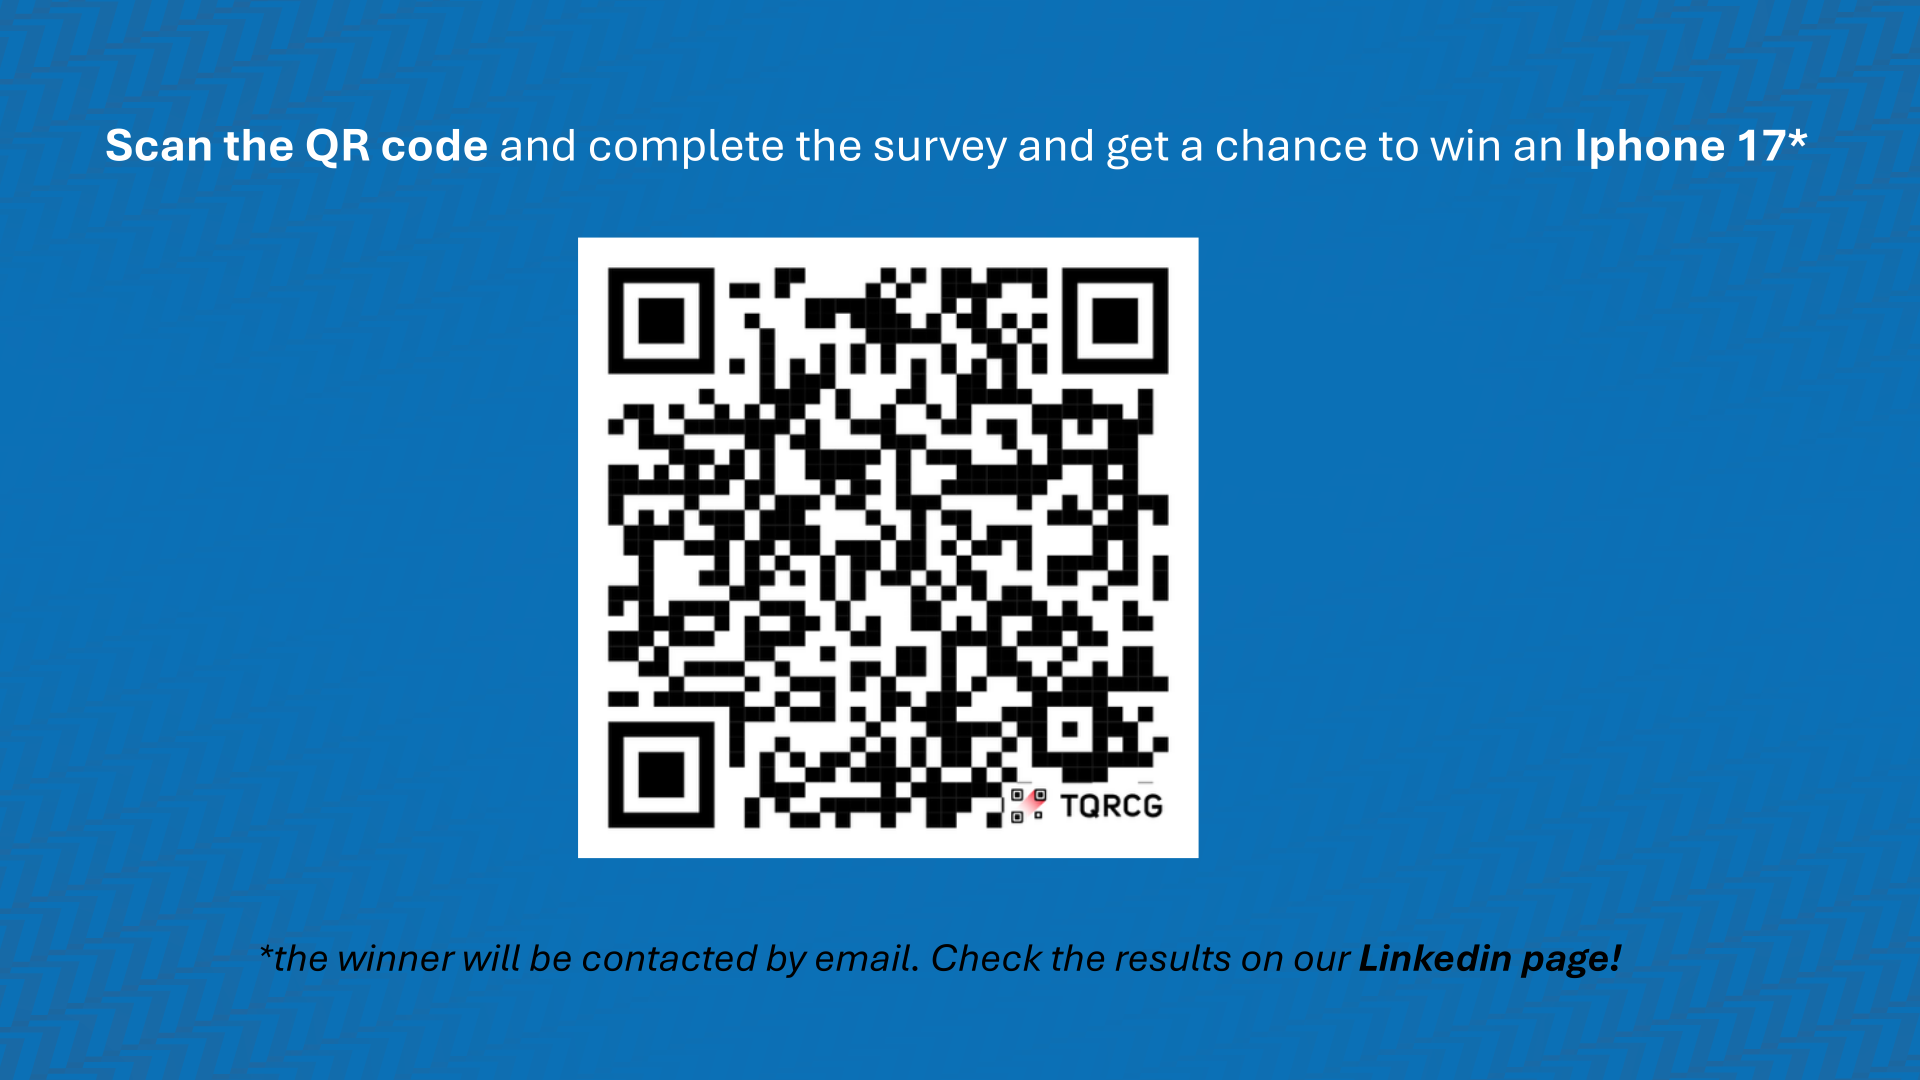 Scan the QR code and complete the survey and get a chance to win an Iphone 17*
TQRCG
*the winner will be contacted by email. Check the results on our Linkedin page!